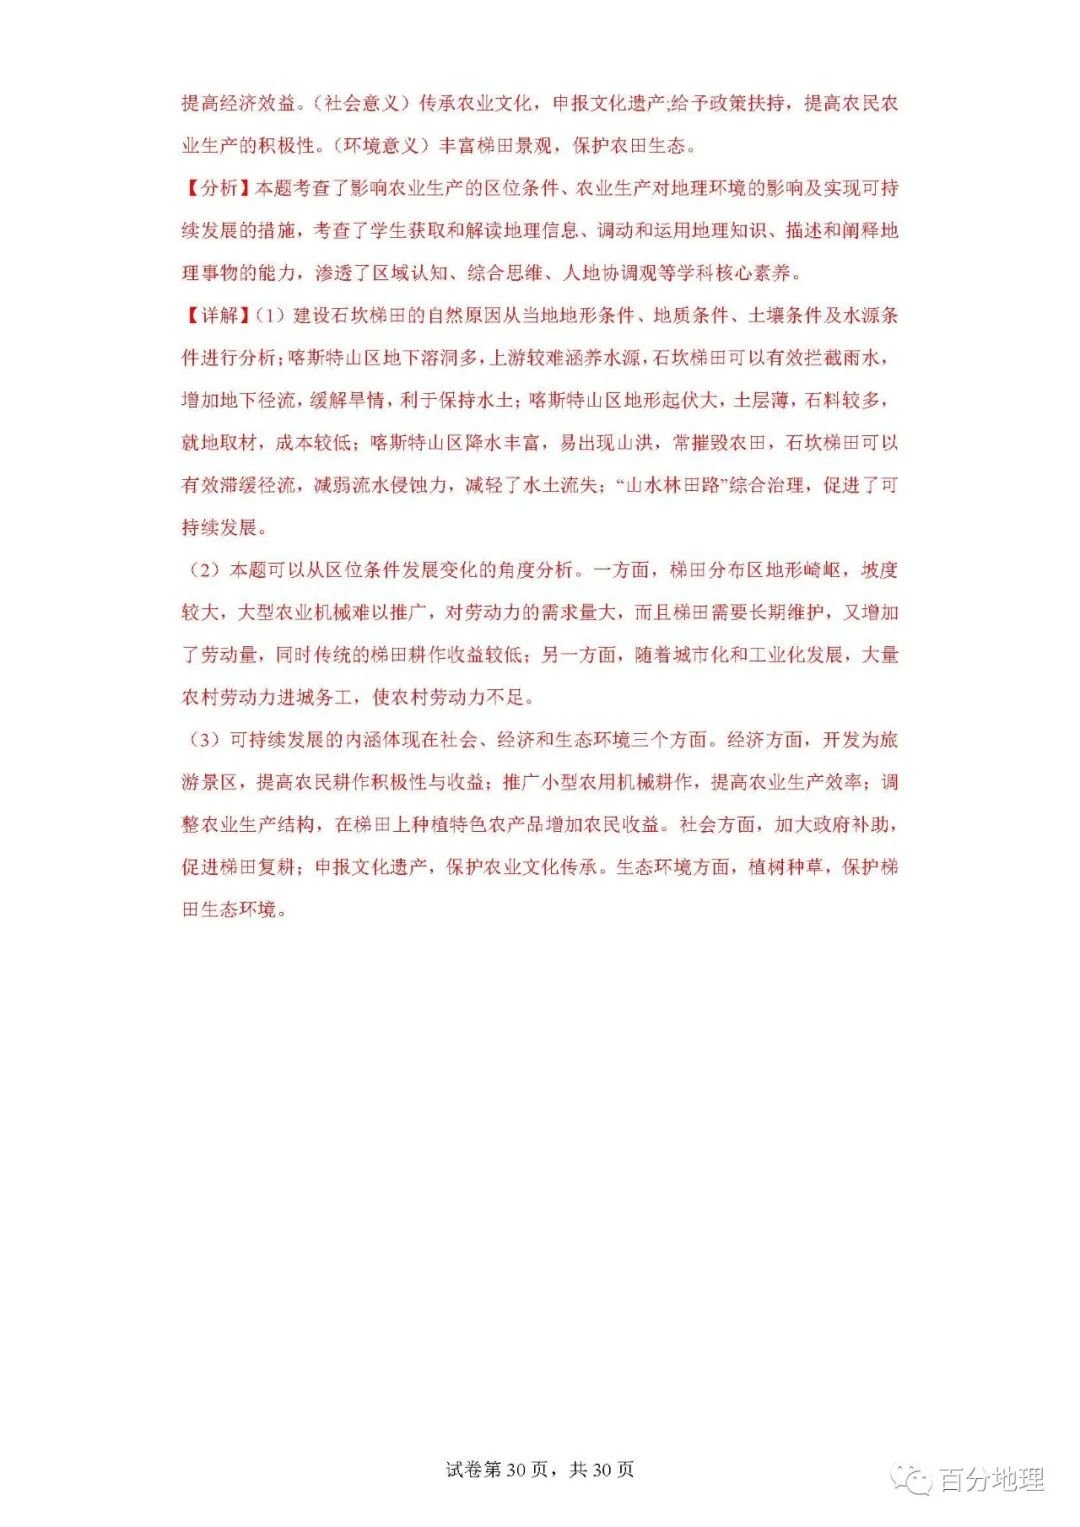 提高经济效益。（社会意义）传承农业文化，申报文化遗产;给予政策扶持，提高农民农
业生产的积极性。（环境意义）丰富梯田景观，保护农田生态。
【分析】本题考查了影响农业生产的区位条件、农业生产对地理环境的影响及实现可持
续发展的措施，考查了学生获取和解读地理信息、调动和运用地理知识、描述和阐释地
理事物的能力，渗透了区域认知、综合思维、人地协调观等学科核心素养。
【详解】（1）建设石坎梯田的自然原因从当地地形条件、地质条件、土壤条件及水源条
件进行分析；喀斯特山区地下溶洞多，上游较难涵养水源，石坎梯田可以有效拦截雨水，
增加地下径流，缓解旱情，利于保持水土；喀斯特山区地形起伏大，土层薄，石料较多，
就地取材，成本较低；喀斯特山区降水丰富，易出现山洪，常摧毁农田，石坎梯田可以
有效滞缓径流，减弱流水侵蚀力，减轻了水土流失；“山水林田路”综合治理，促进了可
持续发展。
（2）本题可以从区位条件发展变化的角度分析。一方面，梯田分布区地形崎岖，坡度
较大，大型农业机械难以推广，对劳动力的需求量大，而且梯田需要长期维护，又增加
了劳动量，同时传统的梯田耕作收益较低；另一方面，随着城市化和工业化发展，大量
农村劳动力进城务工，使农村劳动力不足。
（3）可持续发展的内涵体现在社会、经济和生态环境三个方面。经济方面，开发为旅
游景区，提高农民耕作积极性与收益；推广小型农用机械耕作，提高农业生产效率；调
整农业生产结构，在梯田上种植特色农产品增加农民收益。社会方面，加大政府补助，
促进梯田复耕；申报文化遗产，保护农业文化传承。生态环境方面，植树种草，保护梯
田生态环境。
试卷第 30 页，共 30 页
百分地理